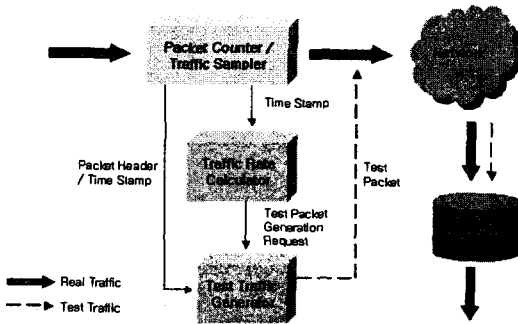 Packet Counter /
Traffic Sampler
Time Stamp
Packet Header
/ Time Stamp
Traffic Rate
Calculator
Test
Packet
Test Packet
Generation
Request
Test Traffic
Generator
Real Traffic
Test Traffic